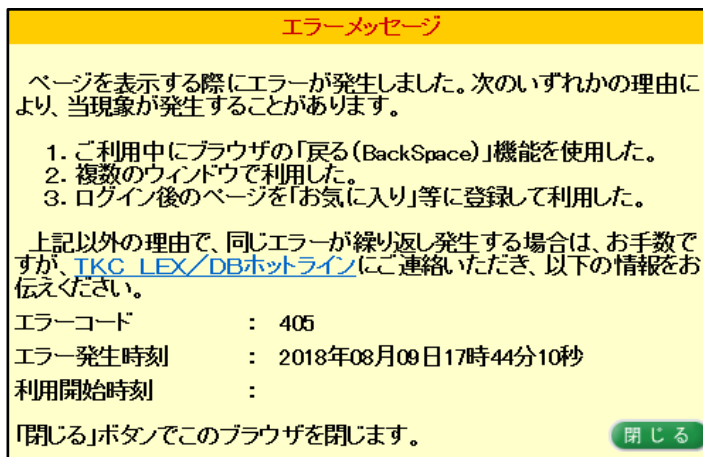 エラーメッセージ
ページを表示する際にエラーが発生しました。次のいずれかの理由に
より、当現象が発生することがあります。
1. ご利用中にブラウザの「戻る(BackSpace)」機能を使用した。
2. 複数のウィンドウで利用した。
3. ログイン後のページを「お気に入り」等に登録して利用した。
上記以外の理由で、同じエラーが繰り返し発生する場合は、お手数で
すが、TKC LEX/DBホットラインにご連絡いただき、以下の情報をお
伝えください。
エラーコード : 405
エラー発生時刻 : 2018年08月09日17時44分10秒
利用開始時刻 :
「閉じる」ボタンでこのブラウザを閉じます。 閉じる